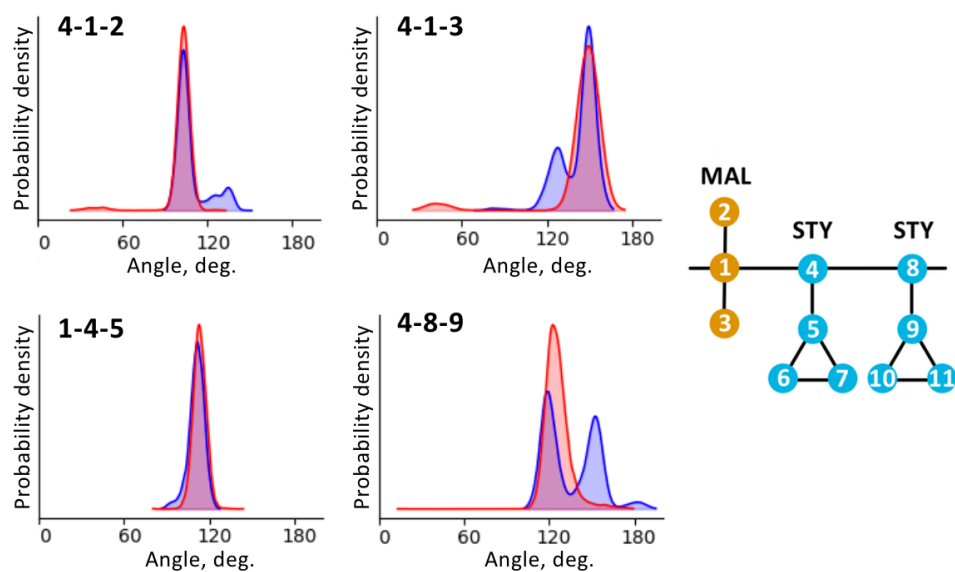 4-1-2
Probability density
0 60 120 180
Angle, deg.
4-1-3
Probability density
0 60 120 180
Angle, deg.
1-4-5
Probability density
0 60 120 180
Angle, deg.
4-8-9
Probability density
0 60 120 180
Angle, deg.
MAL
2
STY STY
1 4 8
3 5 9
6 7 10 11